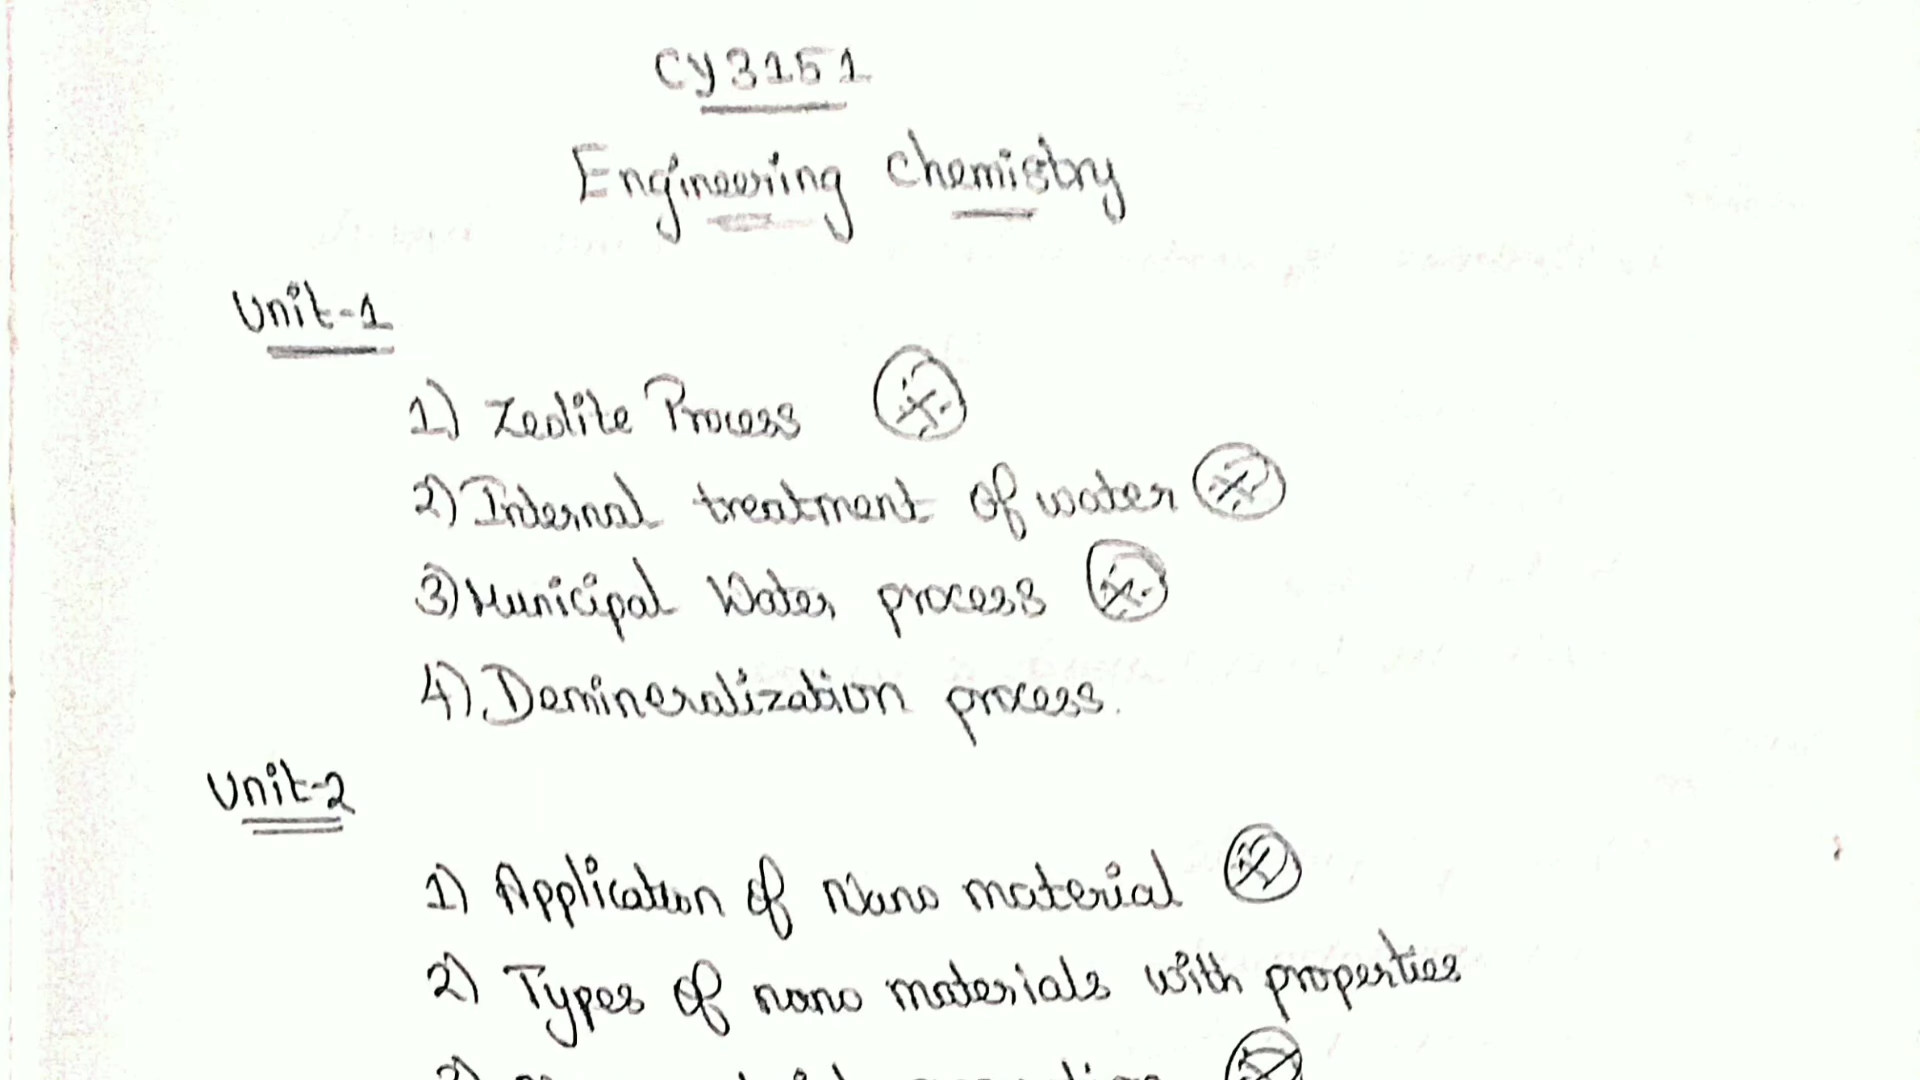 CY3151
Engineering Chemistry
Unit-1
1) Zeolite Process
2) Internal treatment of water
3) Municipal Water process
4) Demineralization process.
Unit-2
1) Application of Nano material
2) Types of nano materials with properties
3)